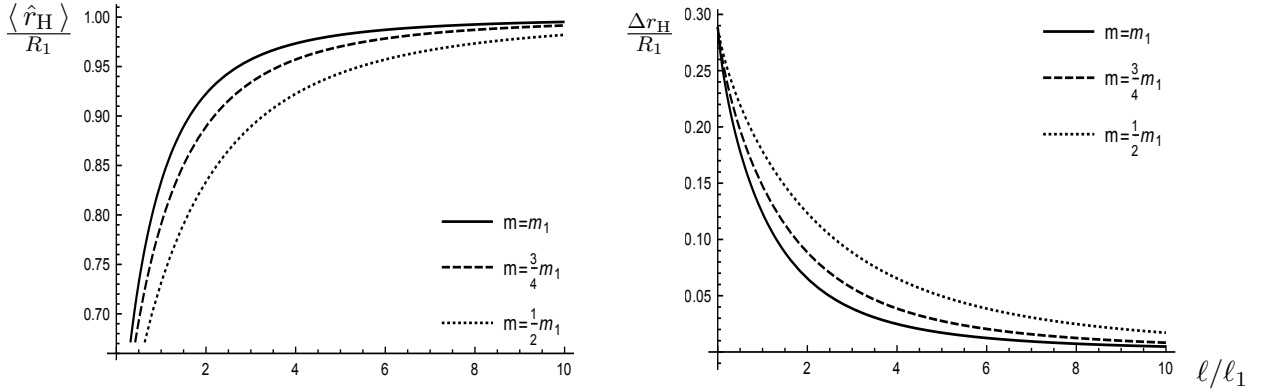 ⟨ r̂_H ⟩ / R_1
1.00
0.95
0.90
0.85
0.80
0.75
0.70
2 4 6 8 10
m=m_1
m=3/4 m_1
m=1/2 m_1
Δr_H / R_1
0.30
0.25
0.20
0.15
0.10
0.05
2 4 6 8 10
ℓ/ℓ_1
m=m_1
m=3/4 m_1
m=1/2 m_1